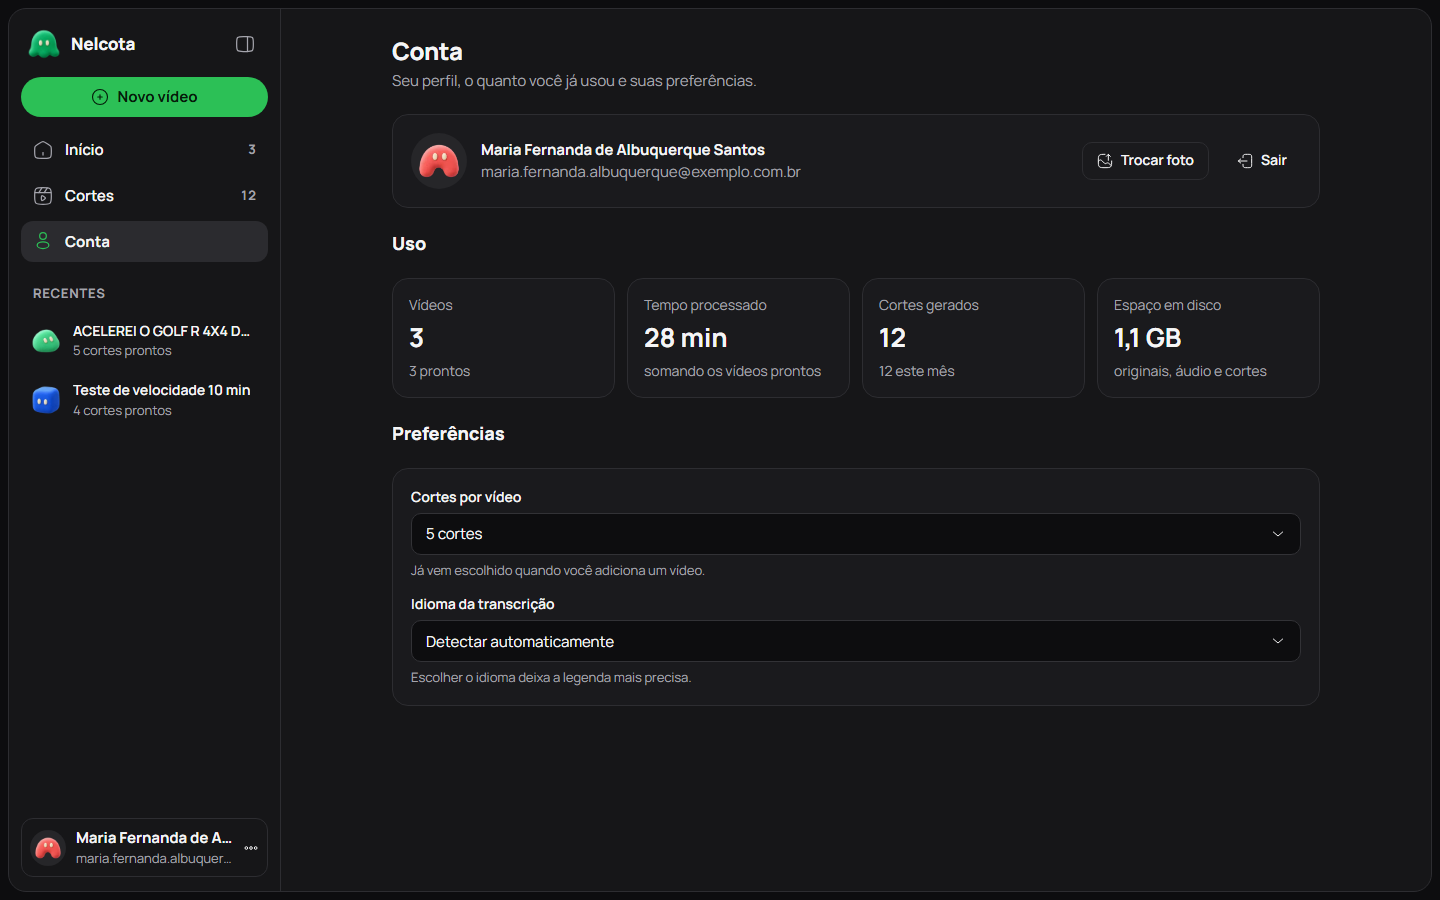 Nelcota
Novo vídeo
Início 3
Cortes 12
Conta
RECENTES
ACELEREI O GOLF R 4X4 D...
5 cortes prontos
Teste de velocidade 10 min
4 cortes prontos
Maria Fernanda de A...
maria.fernanda.albuquer...
Conta
Seu perfil, o quanto você já usou e suas preferências.
Maria Fernanda de Albuquerque Santos
maria.fernanda.albuquerque@exemplo.com.br
Trocar foto
Sair
Uso
Vídeos
3
3 prontos
Tempo processado
28 min
somando os vídeos prontos
Cortes gerados
12
12 este mês
Espaço em disco
1,1 GB
originais, áudio e cortes
Preferências
Cortes por vídeo
5 cortes
Já vem escolhido quando você adiciona um vídeo.
Idioma da transcrição
Detectar automaticamente
Escolher o idioma deixa a legenda mais precisa.